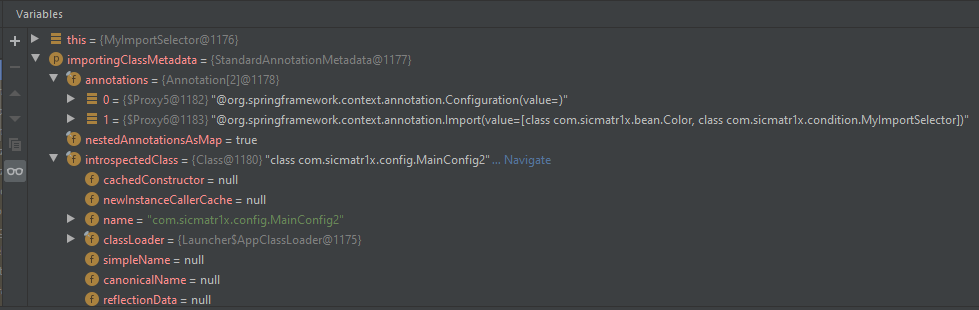 Variables
this = {MyImportSelector@1176}
importingClassMetadata = {StandardAnnotationMetadata@1177}
annotations = {Annotation[2]@1178}
0 = {$Proxy5@1182} "@org.springframework.context.annotation.Configuration(value=)"
1 = {$Proxy6@1183} "@org.springframework.context.annotation.Import(value=[class com.sicmatr1x.bean.Color, class com.sicmatr1x.condition.MyImportSelector])"
nestedAnnotationsAsMap = true
introspectedClass = {Class@1180} "class com.sicmatr1x.config.MainConfig2" ... Navigate
cachedConstructor = null
newInstanceCallerCache = null
name = "com.sicmatr1x.config.MainConfig2"
classLoader = {Launcher$AppClassLoader@1175}
simpleName = null
canonicalName = null
reflectionData = null